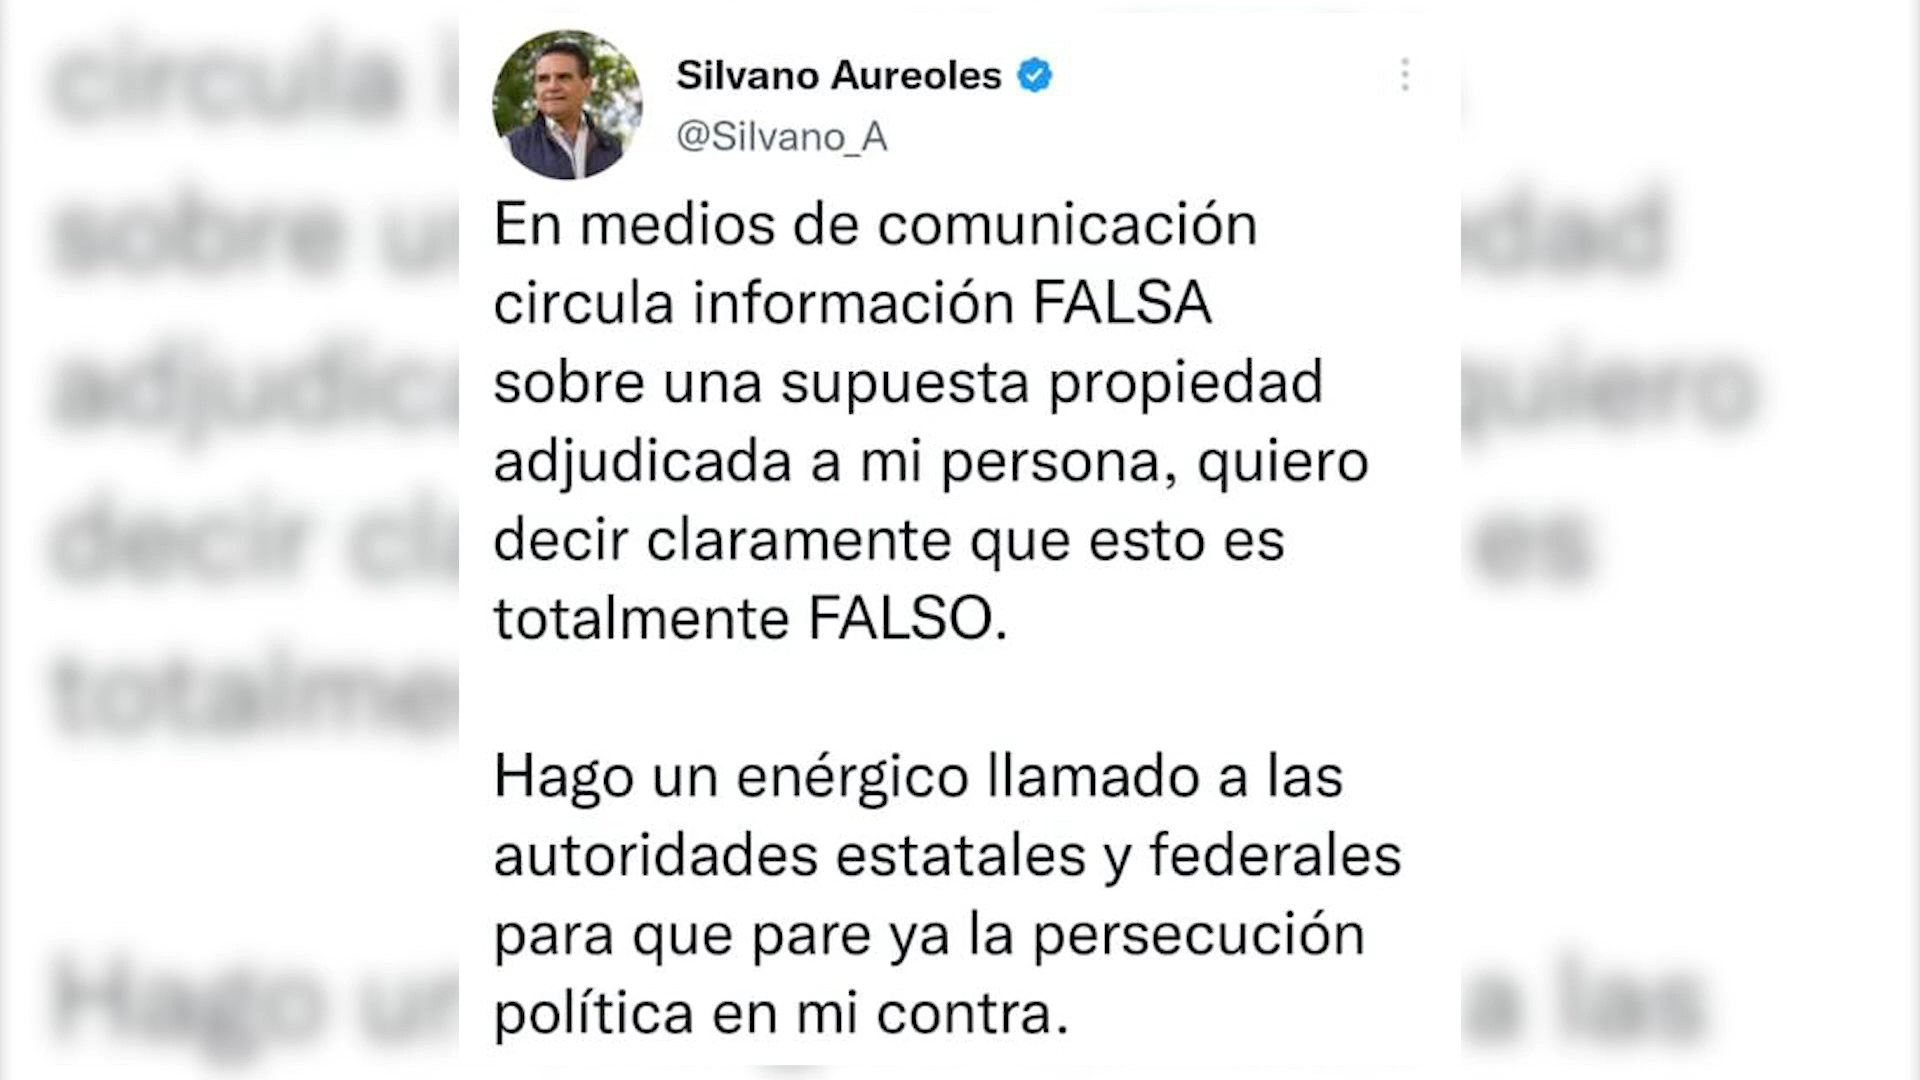 Silvano Aureoles
@Silvano_A
En medios de comunicación
circula información FALSA
sobre una supuesta propiedad
adjudicada a mi persona, quiero
decir claramente que esto es
totalmente FALSO.
Hago un enérgico llamado a las
autoridades estatales y federales
para que pare ya la persecución
política en mi contra.